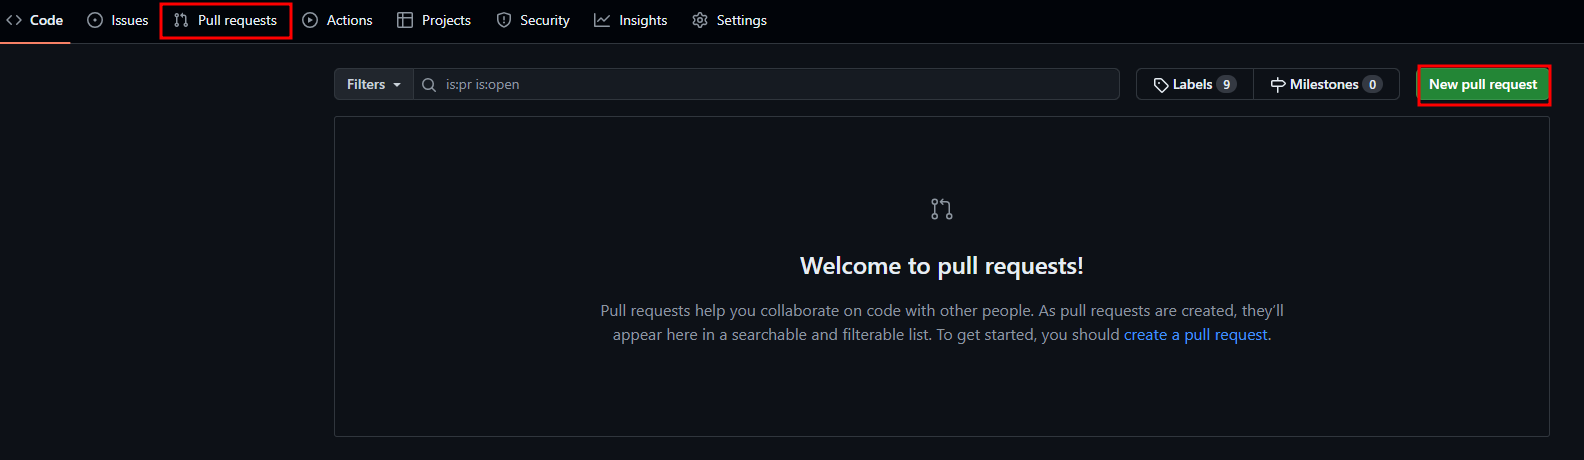 Code Issues Pull requests Actions Projects Security Insights Settings
Filters is:pr is:open Labels 9 Milestones 0 New pull request
Welcome to pull requests!
Pull requests help you collaborate on code with other people. As pull requests are created, they'll
appear here in a searchable and filterable list. To get started, you should create a pull request.